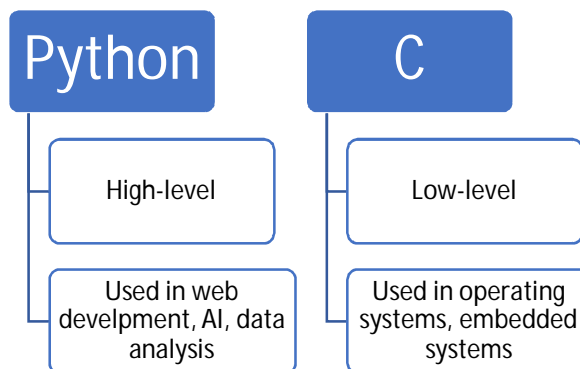 Python
High-level
Used in web
develpment, AI, data
analysis
C
Low-level
Used in operating
systems, embedded
systems